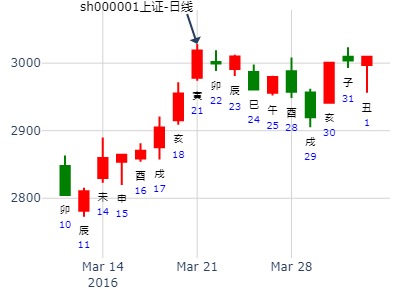 sh000001上证-日线
3000
2900
2800
卯
10
辰
11
未
14
申
15
酉
16
戌
17
亥
18
寅
21
卯
22
辰
23
巳
24
午
25
酉
28
戌
29
亥
30
子
31
丑
1
Mar 14
2016
Mar 21
Mar 28